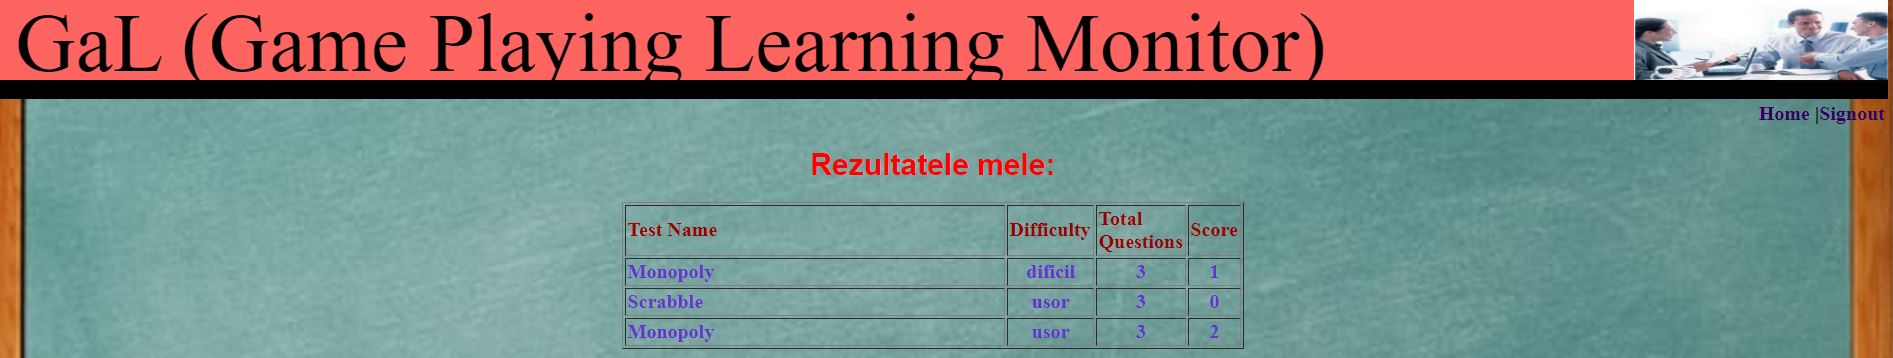 GaL (Game Playing Learning Monitor)
Home |Signout
Rezultatele mele:
Test Name Difficulty Total Questions Score
Monopoly dificil 3 1
Scrabble usor 3 0
Monopoly usor 3 2